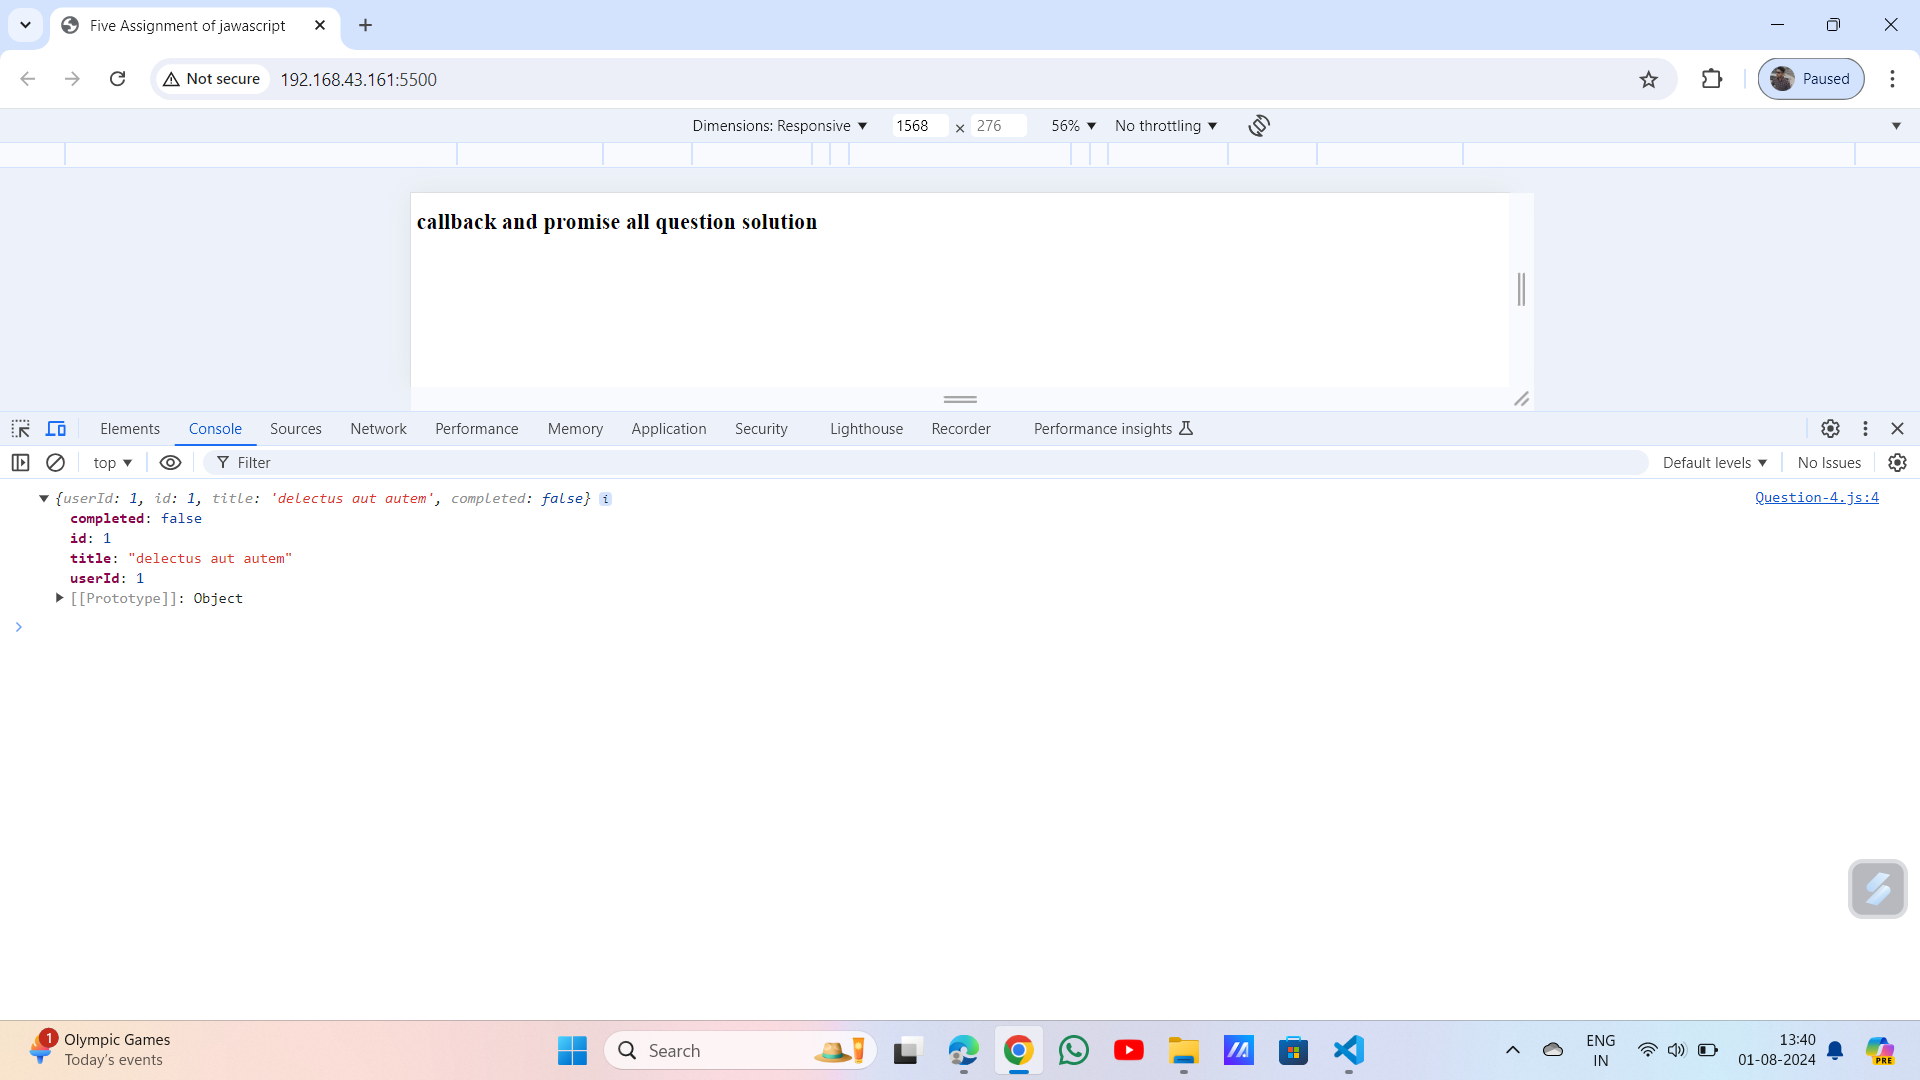 Five Assignment of jawascript
Not secure
192.168.43.161:5500
Paused
Dimensions: Responsive
1568 × 276
56%
No throttling
callback and promise all question solution
Elements
Console
Sources
Network
Performance
Memory
Application
Security
Lighthouse
Recorder
Performance insights
top
Filter
Default levels
No Issues
{userId: 1, id: 1, title: 'delectus aut autem', completed: false} i
Question-4.js:4
completed: false
id: 1
title: "delectus aut autem"
userId: 1
[[Prototype]]: Object
1
Olympic Games
Today's events
Search
ENG
IN
13:40
01-08-2024
PRE